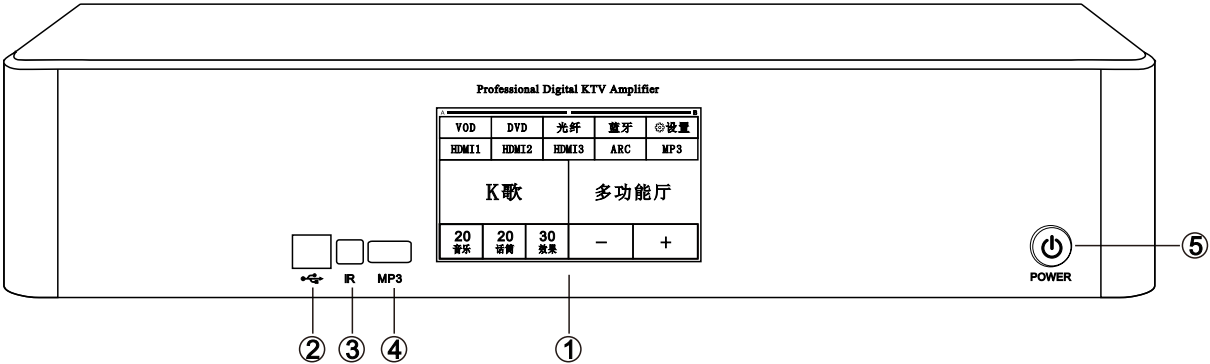 Professional Digital KTV Amplifier
A B
VOD DVD 光纤 蓝牙 设置
HDMI1 HDMI2 HDMI3 ARC MP3
K歌 多功能厅
20 20 30 － ＋
音乐 话筒 效果
IR MP3
POWER
⑤
② ③ ④ ①